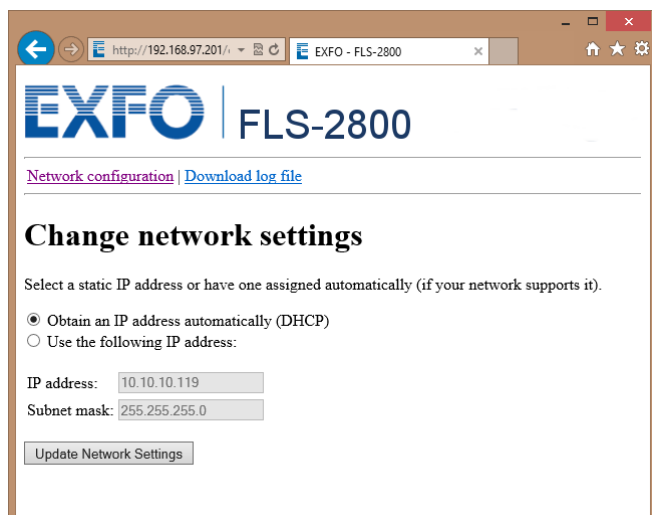 http://192.168.97.201/
EXFO - FLS-2800
EXFO FLS-2800
Network configuration | Download log file
Change network settings
Select a static IP address or have one assigned automatically (if your network supports it).
Obtain an IP address automatically (DHCP)
Use the following IP address:
IP address: 10.10.10.119
Subnet mask: 255.255.255.0
Update Network Settings